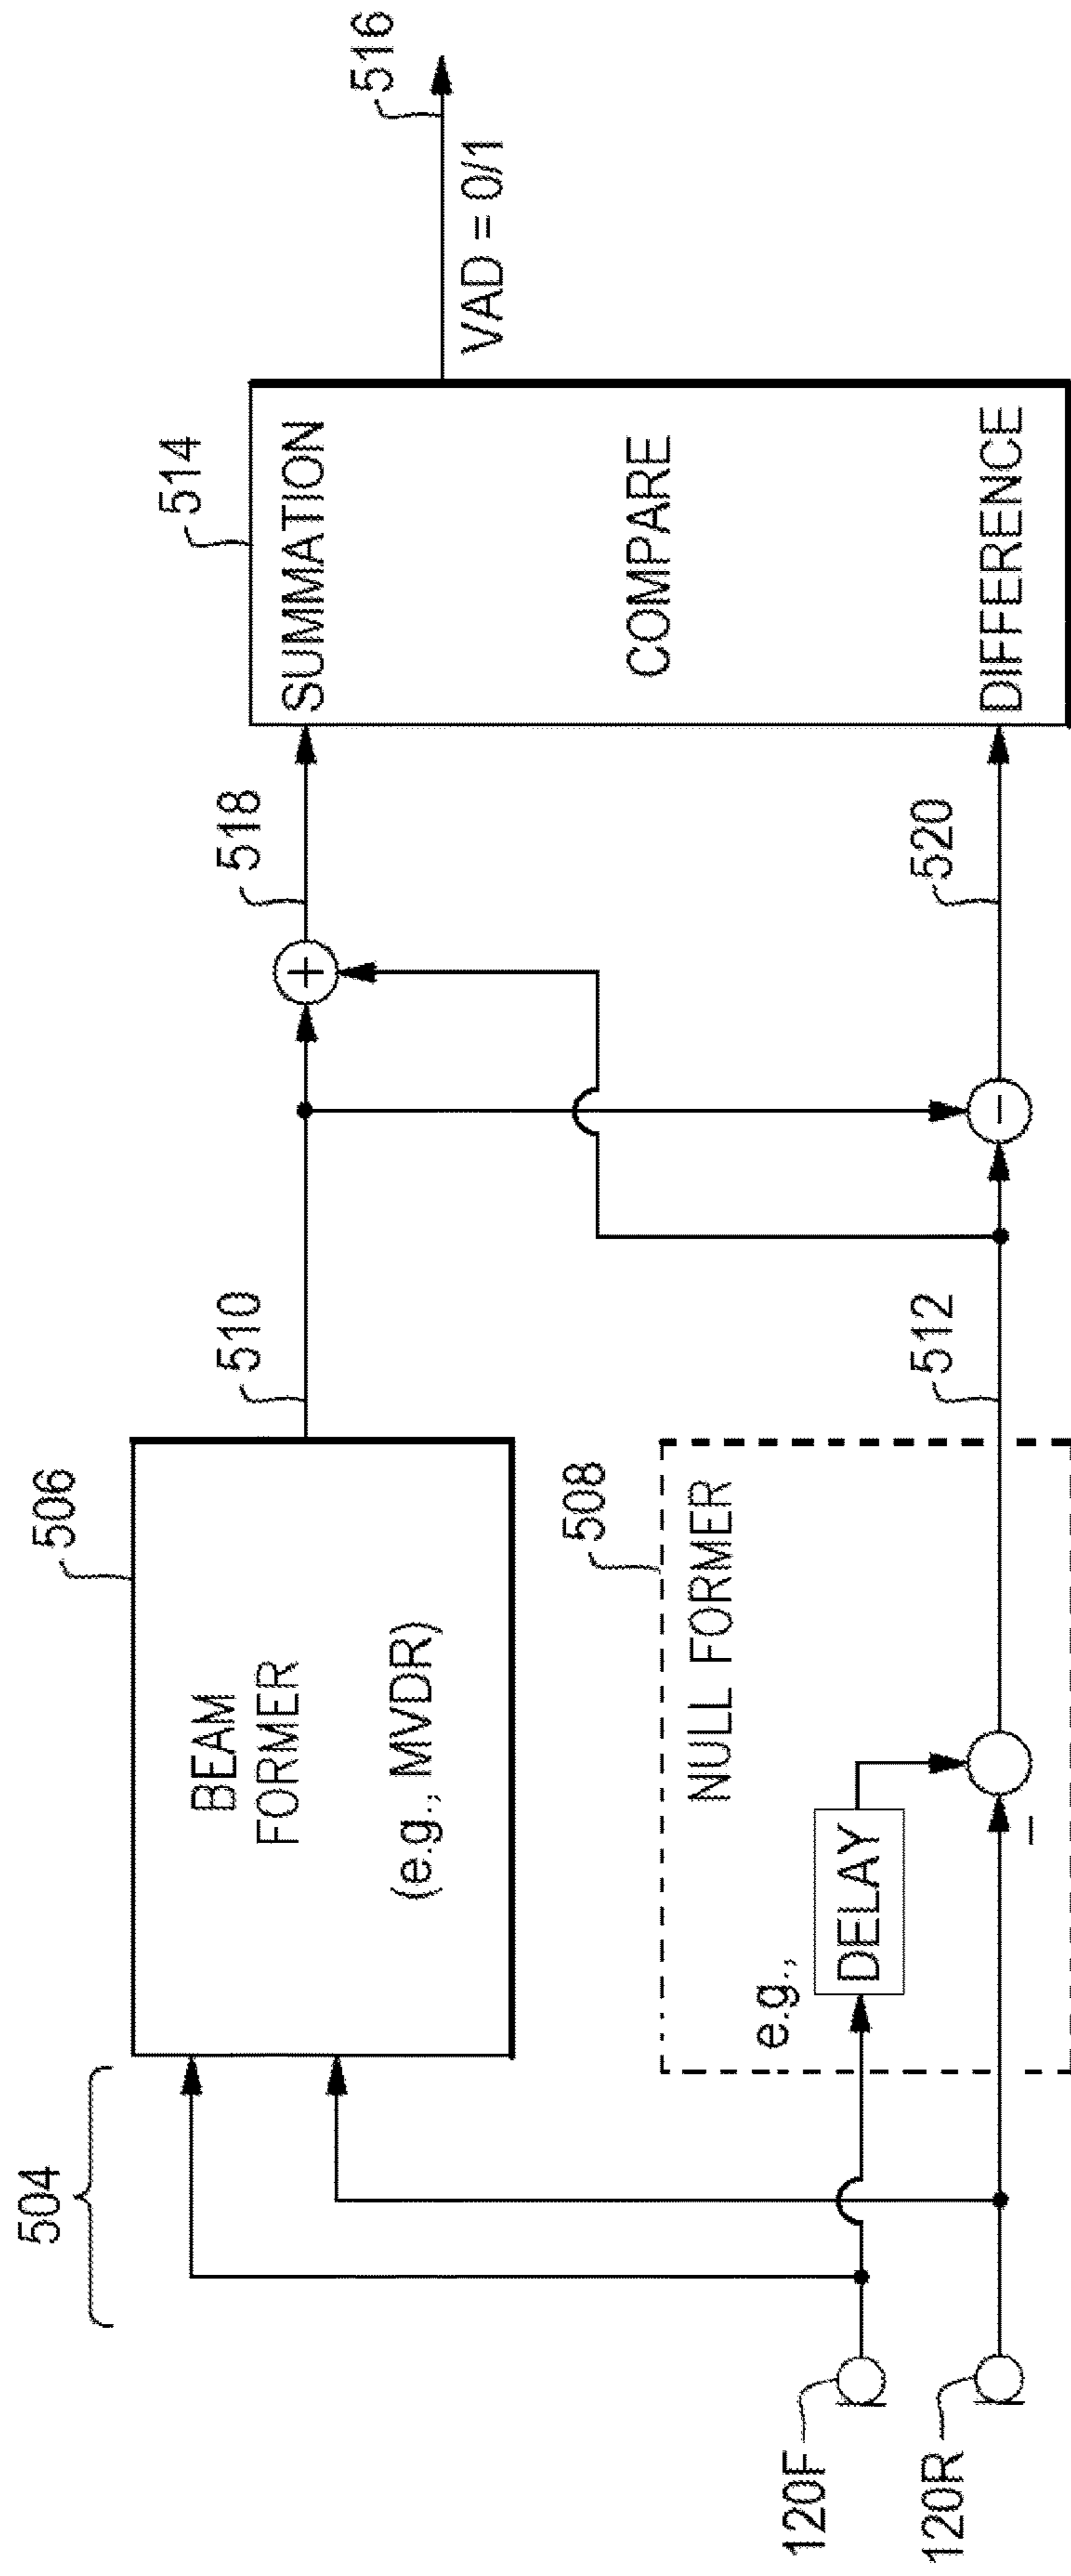 504
506
BEAM
FORMER
(e.g., MVDR)
510
518
514
SUMMATION
COMPARE
DIFFERENCE
516
VAD = 0/1
508
NULL FORMER
e.g.,
DELAY
–
512
+
–
520
120F
120R